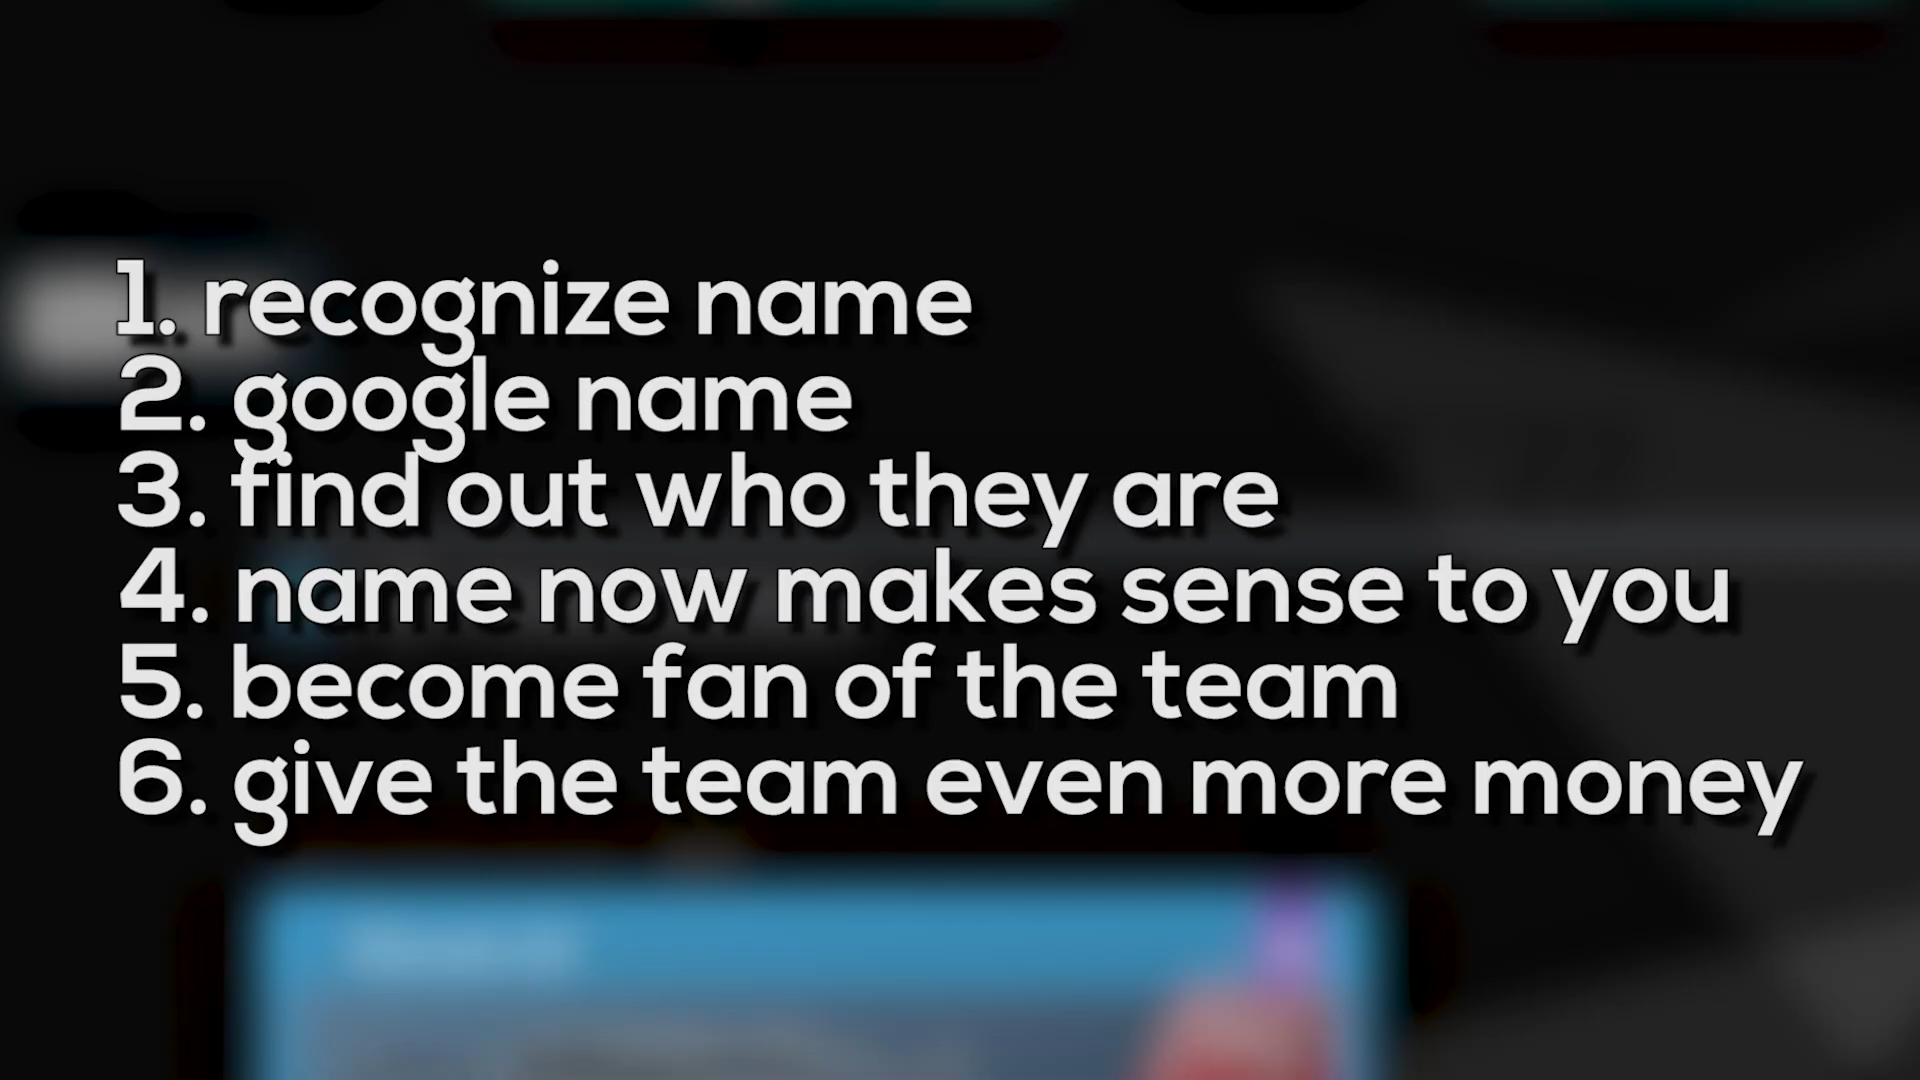 1. recognize name
2. google name
3. find out who they are
4. name now makes sense to you
5. become fan of the team
6. give the team even more money